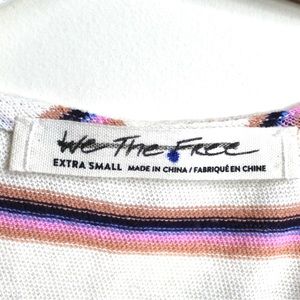 We The Free
EXTRA SMALL MADE IN CHINA / FABRIQUÉ EN CHINE